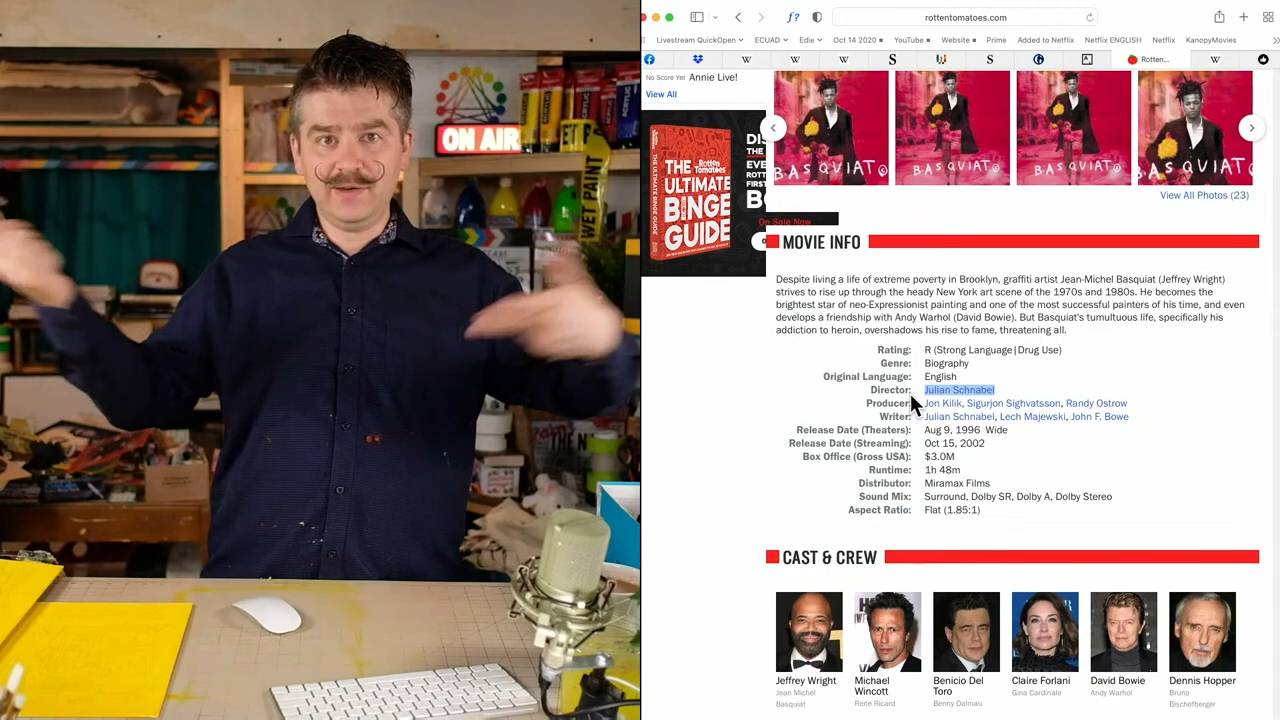 rottentomatoes.com
Livestream QuickOpen
ECUAD
Edie
Oct 14 2020
YouTube
Website
Prime
Added to Netflix
Netflix ENGLISH
Netflix
KanopyMovies
Rotten...
No Score Yet Annie Live!
View All
ON AIR
WET PAINT
Rotten Tomatoes
THE ULTIMATE BINGE GUIDE
THE
ULTIMATE
BINGE
GUIDE
On Sale Now
BASQUIAT
BASQUIAT
BASQUIAT
BASQUIAT
View All Photos (23)
MOVIE INFO
Despite living a life of extreme poverty in Brooklyn, graffiti artist Jean-Michel Basquiat (Jeffrey Wright)
strives to rise up through the heady New York art scene of the 1970s and 1980s. He becomes the
brightest star of neo-Expressionist painting and one of the most successful painters of his time, and even
develops a friendship with Andy Warhol (David Bowie). But Basquiat's tumultuous life, specifically his
addiction to heroin, overshadows his rise to fame, threatening all.
Rating: R (Strong Language|Drug Use)
Genre: Biography
Original Language: English
Director: Julian Schnabel
Producer: Jon Kilik, Sigurjon Sighvatsson, Randy Ostrow
Writer: Julian Schnabel, Lech Majewski, John F. Bowe
Release Date (Theaters): Aug 9, 1996 Wide
Release Date (Streaming): Oct 15, 2002
Box Office (Gross USA): $3.0M
Runtime: 1h 48m
Distributor: Miramax Films
Sound Mix: Surround, Dolby SR, Dolby A, Dolby Stereo
Aspect Ratio: Flat (1.85:1)
CAST & CREW
Jeffrey Wright
Jean Michel
Basquiat
Michael
Wincott
Rene Ricard
Benicio Del
Toro
Benny Dalmau
Claire Forlani
Gina Cardinale
David Bowie
Andy Warhol
Dennis Hopper
Bruno
Bischofberger